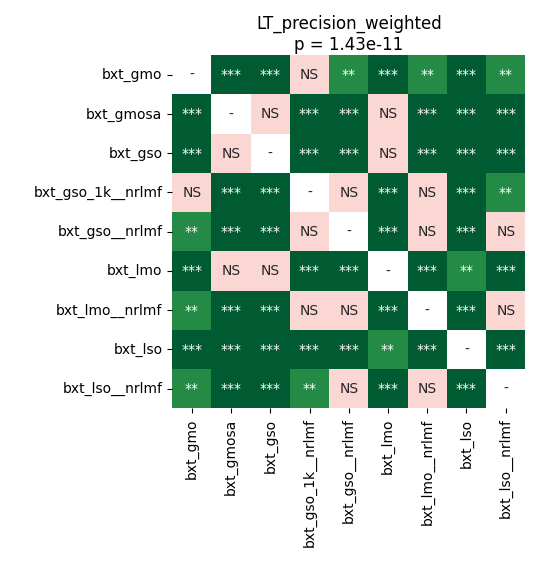 LT_precision_weighted
p = 1.43e-11
bxt_gmo - *** *** NS ** *** ** *** **
bxt_gmosa *** - NS *** *** NS *** *** ***
bxt_gso *** NS - *** *** NS *** *** ***
bxt_gso_1k__nrlmf NS *** *** - NS *** NS *** **
bxt_gso__nrlmf ** *** *** NS - *** NS *** NS
bxt_lmo *** NS NS *** *** - *** ** ***
bxt_lmo__nrlmf ** *** *** NS NS *** - *** NS
bxt_lso *** *** *** *** *** ** *** - ***
bxt_lso__nrlmf ** *** *** ** NS *** NS *** -
bxt_gmo
bxt_gmosa
bxt_gso
bxt_gso_1k__nrlmf
bxt_gso__nrlmf
bxt_lmo
bxt_lmo__nrlmf
bxt_lso
bxt_lso__nrlmf